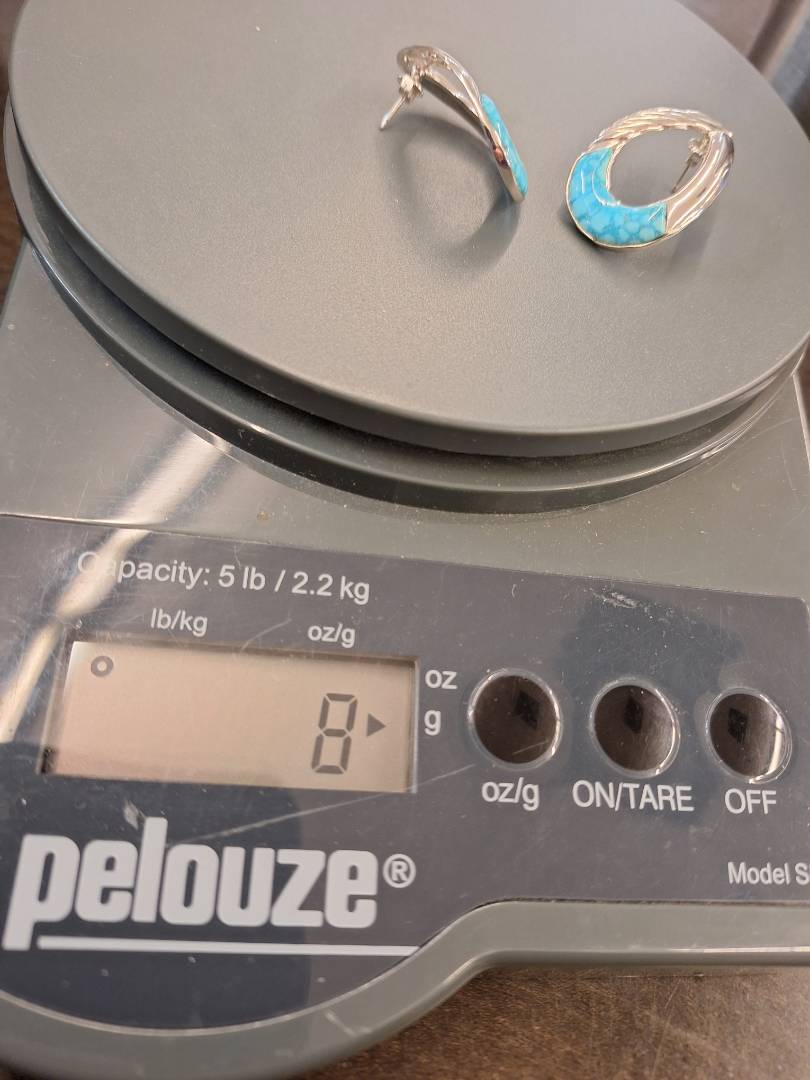 Capacity: 5 lb / 2.2 kg
lb/kg oz/g
8
oz
g
oz/g ON/TARE OFF
pelouze®
Model S